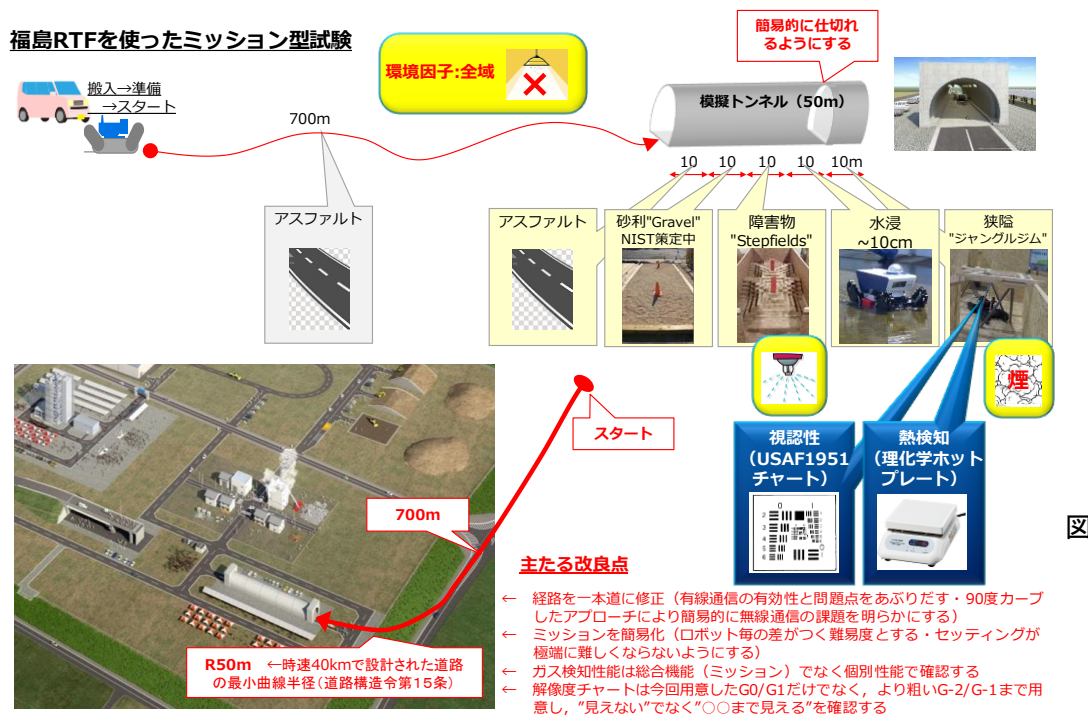 福島RTFを使ったミッション型試験
搬入→準備
→スタート
環境因子:全域
簡易的に仕切れ
るようにする
模擬トンネル（50m）
700m
10 10 10 10 10m
アスファルト
アスファルト
砂利"Gravel"
NIST策定中
障害物
"Stepfields"
水浸
~10cm
狭隘
"ジャングルジム"
煙
スタート
視認性
（USAF1951
チャート）
熱検知
（理化学ホット
プレート）
700m
図
主たる改良点
← 経路を一本道に修正（有線通信の有効性と問題点をあぶりだす・90度カーブ
したアプローチにより簡易的に無線通信の課題を明らかにする）
← ミッションを簡易化（ロボット毎の差がつく難易度とする・セッティングが
極端に難しくならないようにする）
← ガス検知性能は総合機能（ミッション）でなく個別性能で確認する
← 解像度チャートは今回用意したG0/G1だけでなく，より粗いG-2/G-1まで用
意し，”見えない”でなく”○○まで見える”を確認する
R50m ←時速40kmで設計された道路
の最小曲線半径（道路構造令第15条）